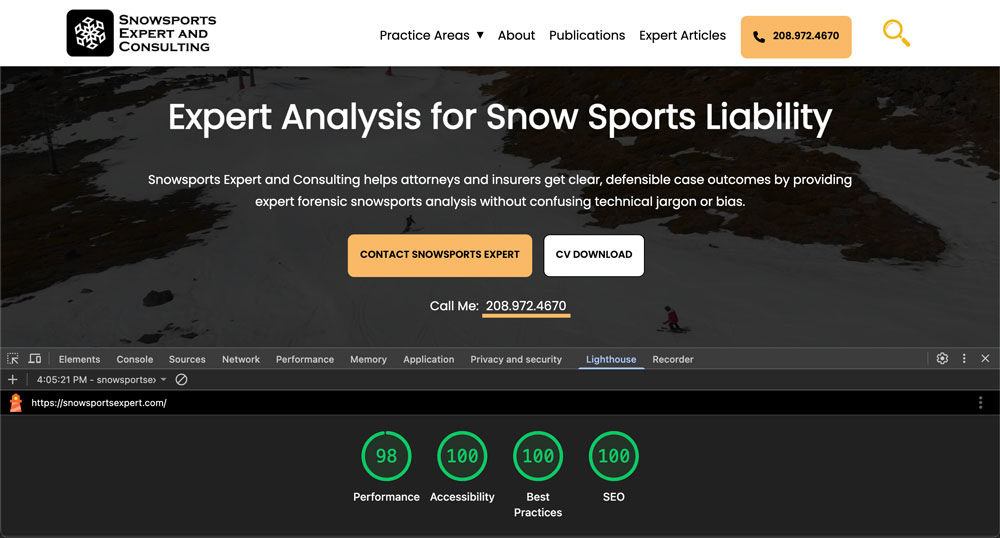 SNOWSPORTS
EXPERT AND
CONSULTING
Practice Areas ▼ About Publications Expert Articles 208.972.4670
Expert Analysis for Snow Sports Liability
Snowsports Expert and Consulting helps attorneys and insurers get clear, defensible case outcomes by providing
expert forensic snowsports analysis without confusing technical jargon or bias.
CONTACT SNOWSPORTS EXPERT CV DOWNLOAD
Call Me: 208.972.4670
Elements Console Sources Network Performance Memory Application Privacy and security Lighthouse Recorder
4:05:21 PM - snowsportsex
https://snowsportsexpert.com/
98 100 100 100
Performance Accessibility Best Practices SEO